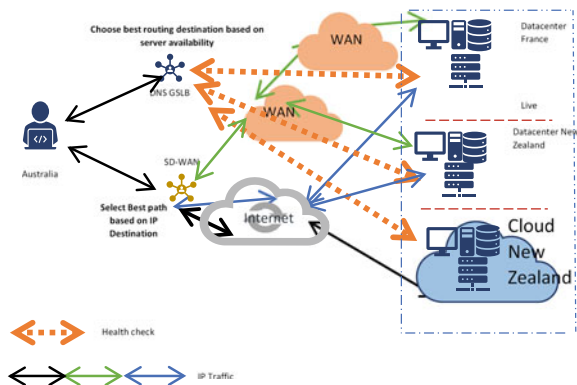 Choose best routing destination based on
server availability
WAN
Datacenter
France
DNS GSLB
Live
WAN
Datacenter New
Zealand
SD-WAN
Australia
Select Best path
based on IP
Destination
Internet
Cloud
New
Zealand
Health check
IP Traffic